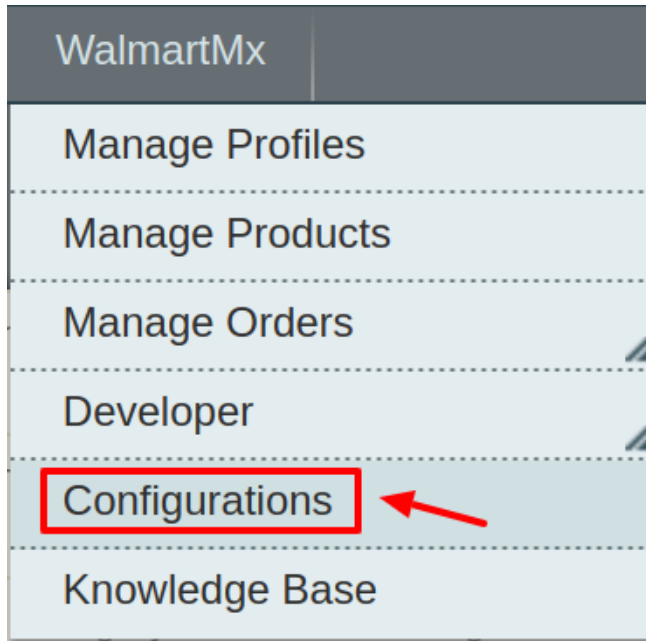 WalmartMx
Manage Profiles
Manage Products
Manage Orders
Developer
Configurations
Knowledge Base